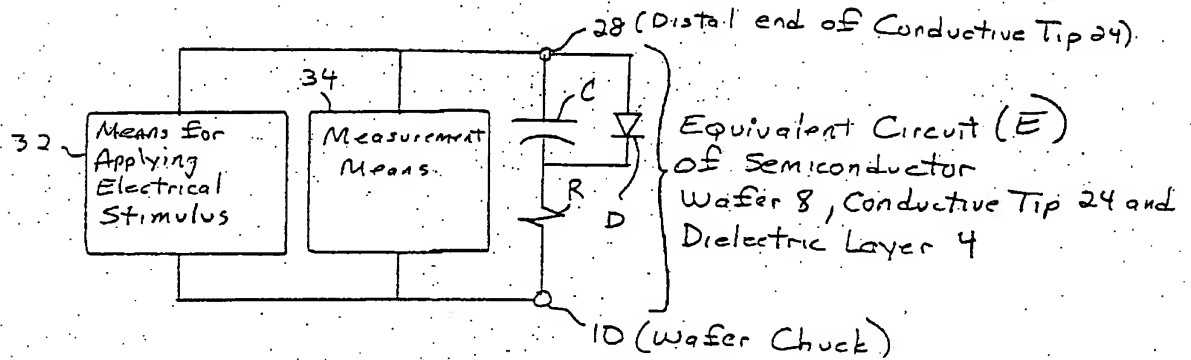 28 (Distal end of Conductive Tip 24)
34
C
32
Means for
Applying
Electrical
Stimulus
Measurement
Means
R
D
Equivalent Circuit (E)
of Semiconductor
Wafer 8, Conductive Tip 24 and
Dielectric Layer 4
10 (Wafer Chuck)